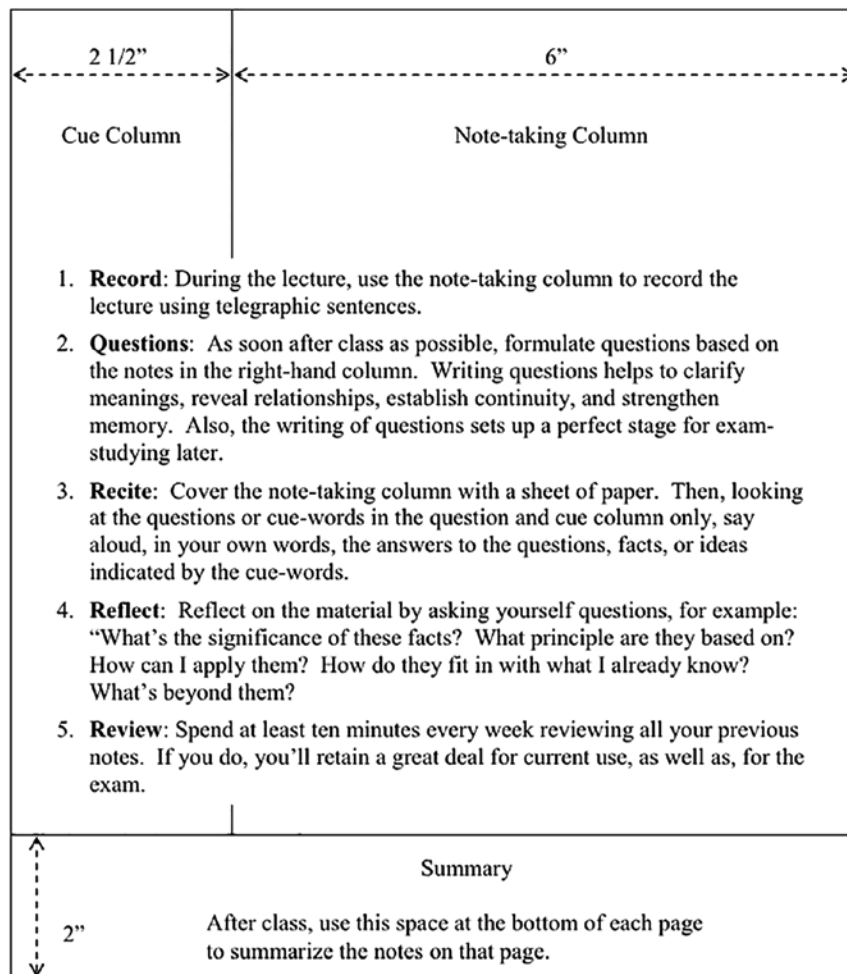 2 1/2” 6”
Cue Column Note-taking Column
1. Record: During the lecture, use the note-taking column to record the
lecture using telegraphic sentences.
2. Questions: As soon after class as possible, formulate questions based on
the notes in the right-hand column. Writing questions helps to clarify
meanings, reveal relationships, establish continuity, and strengthen
memory. Also, the writing of questions sets up a perfect stage for exam-
studying later.
3. Recite: Cover the note-taking column with a sheet of paper. Then, looking
at the questions or cue-words in the question and cue column only, say
aloud, in your own words, the answers to the questions, facts, or ideas
indicated by the cue-words.
4. Reflect: Reflect on the material by asking yourself questions, for example:
“What’s the significance of these facts? What principle are they based on?
How can I apply them? How do they fit in with what I already know?
What’s beyond them?
5. Review: Spend at least ten minutes every week reviewing all your previous
notes. If you do, you’ll retain a great deal for current use, as well as, for the
exam.
Summary
2” After class, use this space at the bottom of each page
to summarize the notes on that page.